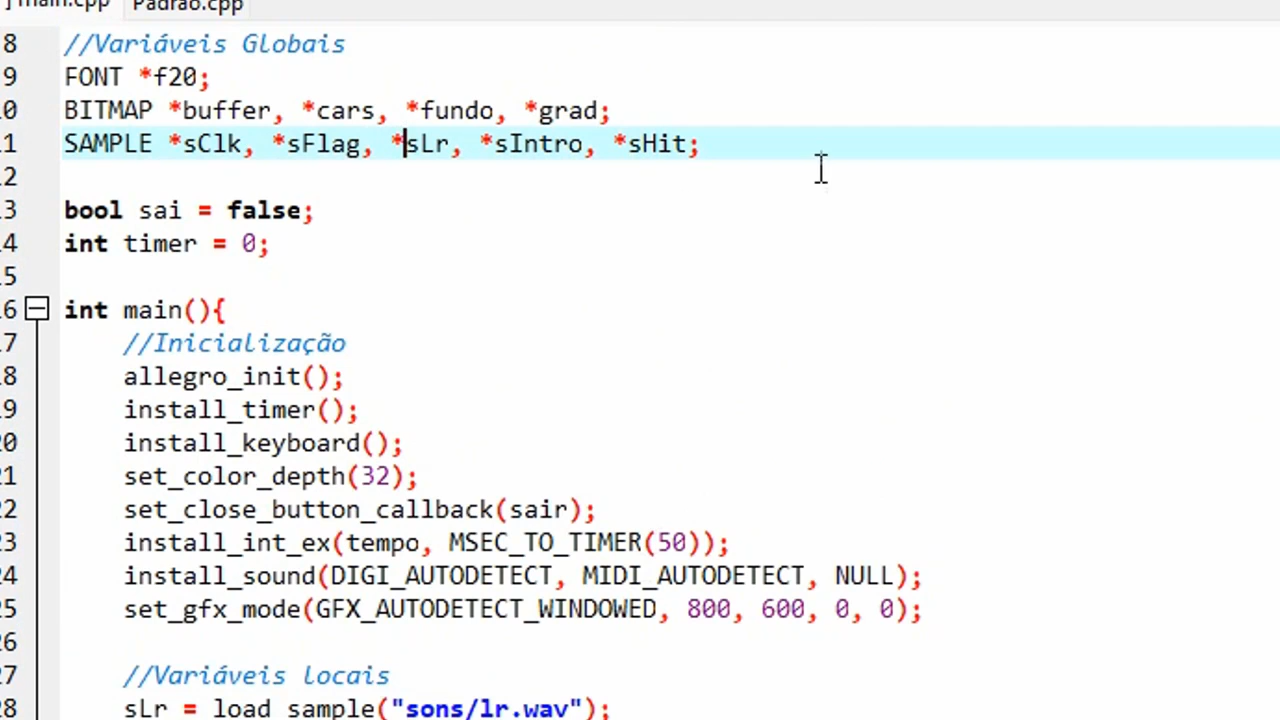 main.cpp Padrao.cpp
8 //Variáveis Globais
9 FONT *f20;
10 BITMAP *buffer, *cars, *fundo, *grad;
11 SAMPLE *sClk, *sFlag, *sLr, *sIntro, *sHit;
12
13 bool sai = false;
14 int timer = 0;
15
16 int main(){
17 //Inicialização
18 allegro_init();
19 install_timer();
20 install_keyboard();
21 set_color_depth(32);
22 set_close_button_callback(sair);
23 install_int_ex(tempo, MSEC_TO_TIMER(50));
24 install_sound(DIGI_AUTODETECT, MIDI_AUTODETECT, NULL);
25 set_gfx_mode(GFX_AUTODETECT_WINDOWED, 800, 600, 0, 0);
26
27 //Variáveis locais
28 sLr = load_sample("sons/lr.wav");